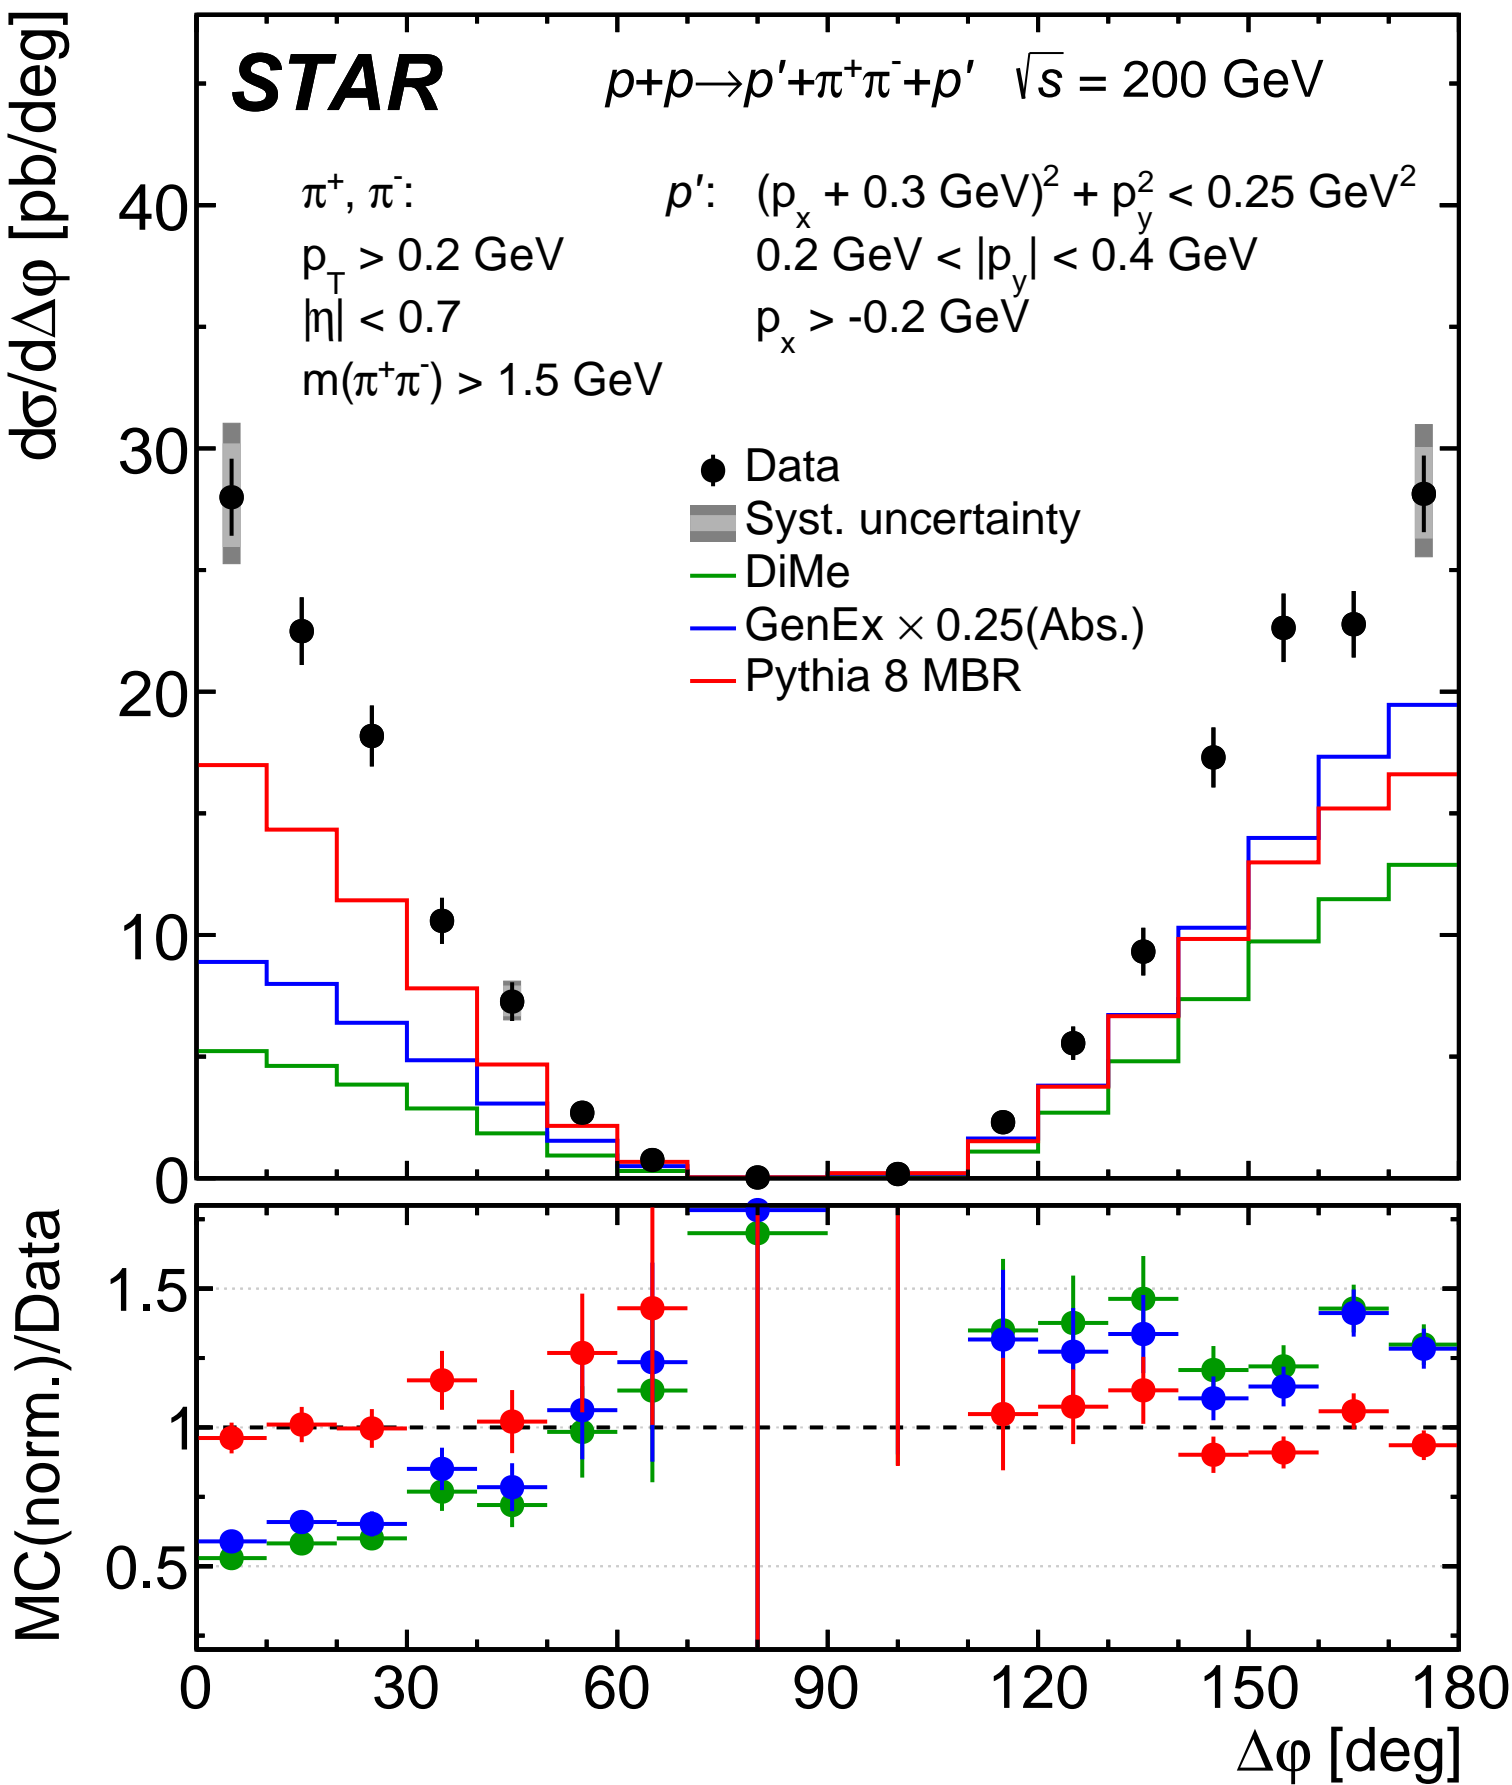 STAR p+p→p′+π⁺π⁻+p′ √s = 200 GeV
π⁺, π⁻: p′: (pₓ + 0.3 GeV)² + p_y² < 0.25 GeV²
p_T > 0.2 GeV 0.2 GeV < |p_y| < 0.4 GeV
|η| < 0.7 pₓ > -0.2 GeV
m(π⁺π⁻) > 1.5 GeV
Data
Syst. uncertainty
DiMe
GenEx × 0.25(Abs.)
Pythia 8 MBR
dσ/dΔφ [pb/deg]
40
30
20
10
0
MC(norm.)/Data
1.5
1
0.5
0 30 60 90 120 150 180
Δφ [deg]